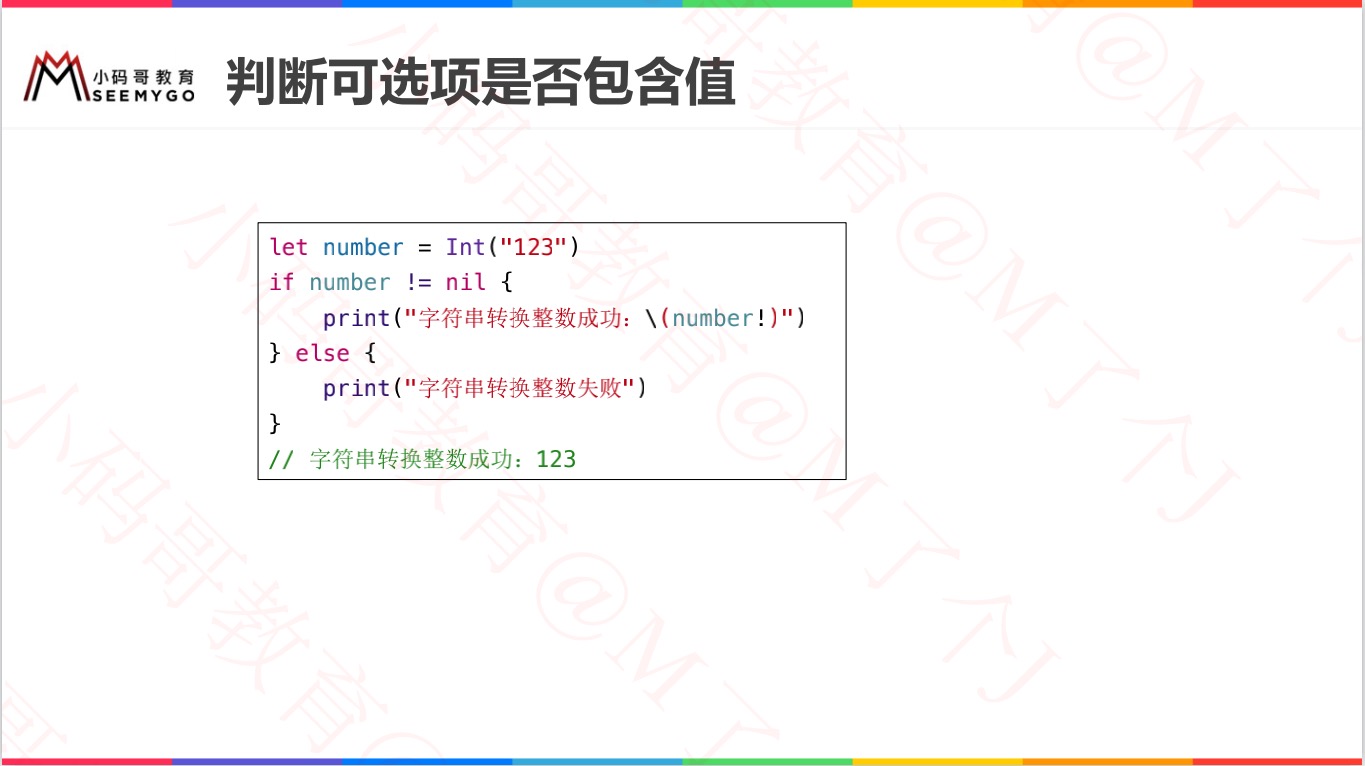 小码哥教育
SEEMYGO
判断可选项是否包含值
let number = Int("123")
if number != nil {
    print("字符串转换整数成功：\(number!)")
} else {
    print("字符串转换整数失败")
}
// 字符串转换整数成功：123
小码哥教育@M了个J
小码哥教育@M了个J
小码哥教育@M了